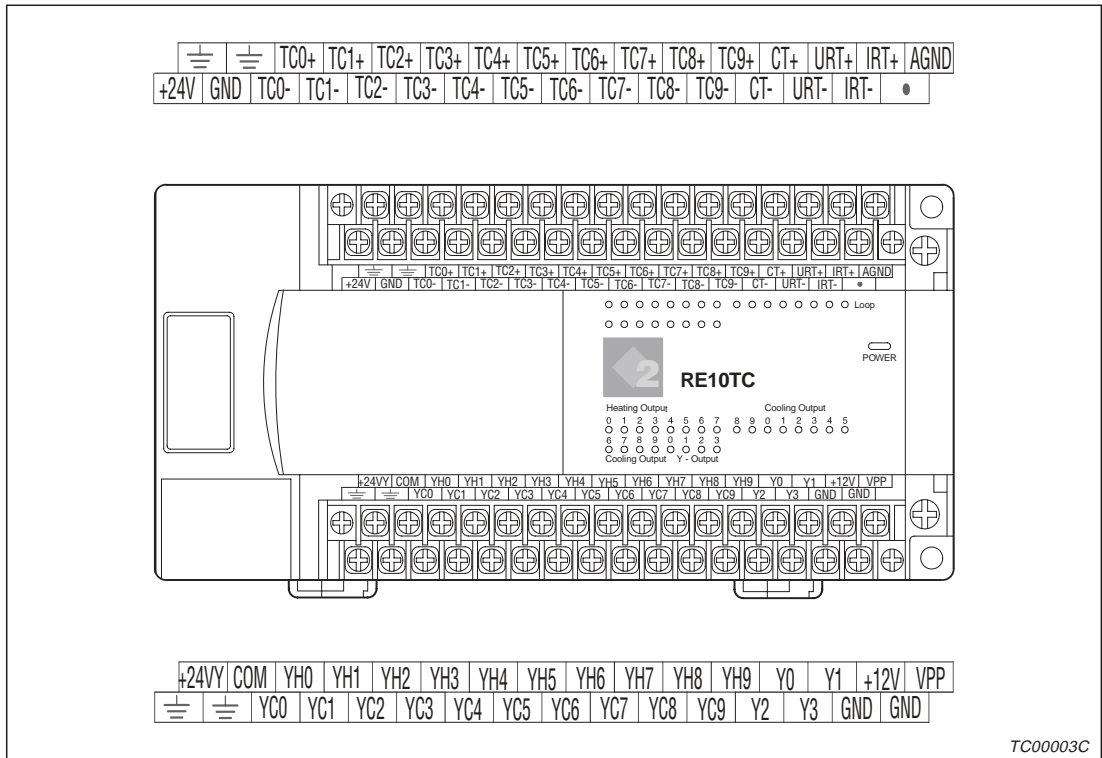 TC0+ TC1+ TC2+ TC3+ TC4+ TC5+ TC6+ TC7+ TC8+ TC9+ CT+ URT+ IRT+ AGND
+24V GND TC0- TC1- TC2- TC3- TC4- TC5- TC6- TC7- TC8- TC9- CT- URT- IRT- •
TC0+ TC1+ TC2+ TC3+ TC4+ TC5+ TC6+ TC7+ TC8+ TC9+ CT+ URT+ IRT+ AGND
+24V GND TC0- TC1- TC2- TC3- TC4- TC5- TC6- TC7- TC8- TC9- CT- URT- IRT- •
Loop
POWER
2
RE10TC
Heating Output Cooling Output
0 1 2 3 4 5 6 7 8 9 0 1 2 3 4 5
6 7 8 9 0 1 2 3
Cooling Output Y - Output
+24VY COM YH0 YH1 YH2 YH3 YH4 YH5 YH6 YH7 YH8 YH9 Y0 Y1 +12V VPP
YC0 YC1 YC2 YC3 YC4 YC5 YC6 YC7 YC8 YC9 Y2 Y3 GND GND
+24VY COM YH0 YH1 YH2 YH3 YH4 YH5 YH6 YH7 YH8 YH9 Y0 Y1 +12V VPP
YC0 YC1 YC2 YC3 YC4 YC5 YC6 YC7 YC8 YC9 Y2 Y3 GND GND
TC00003C